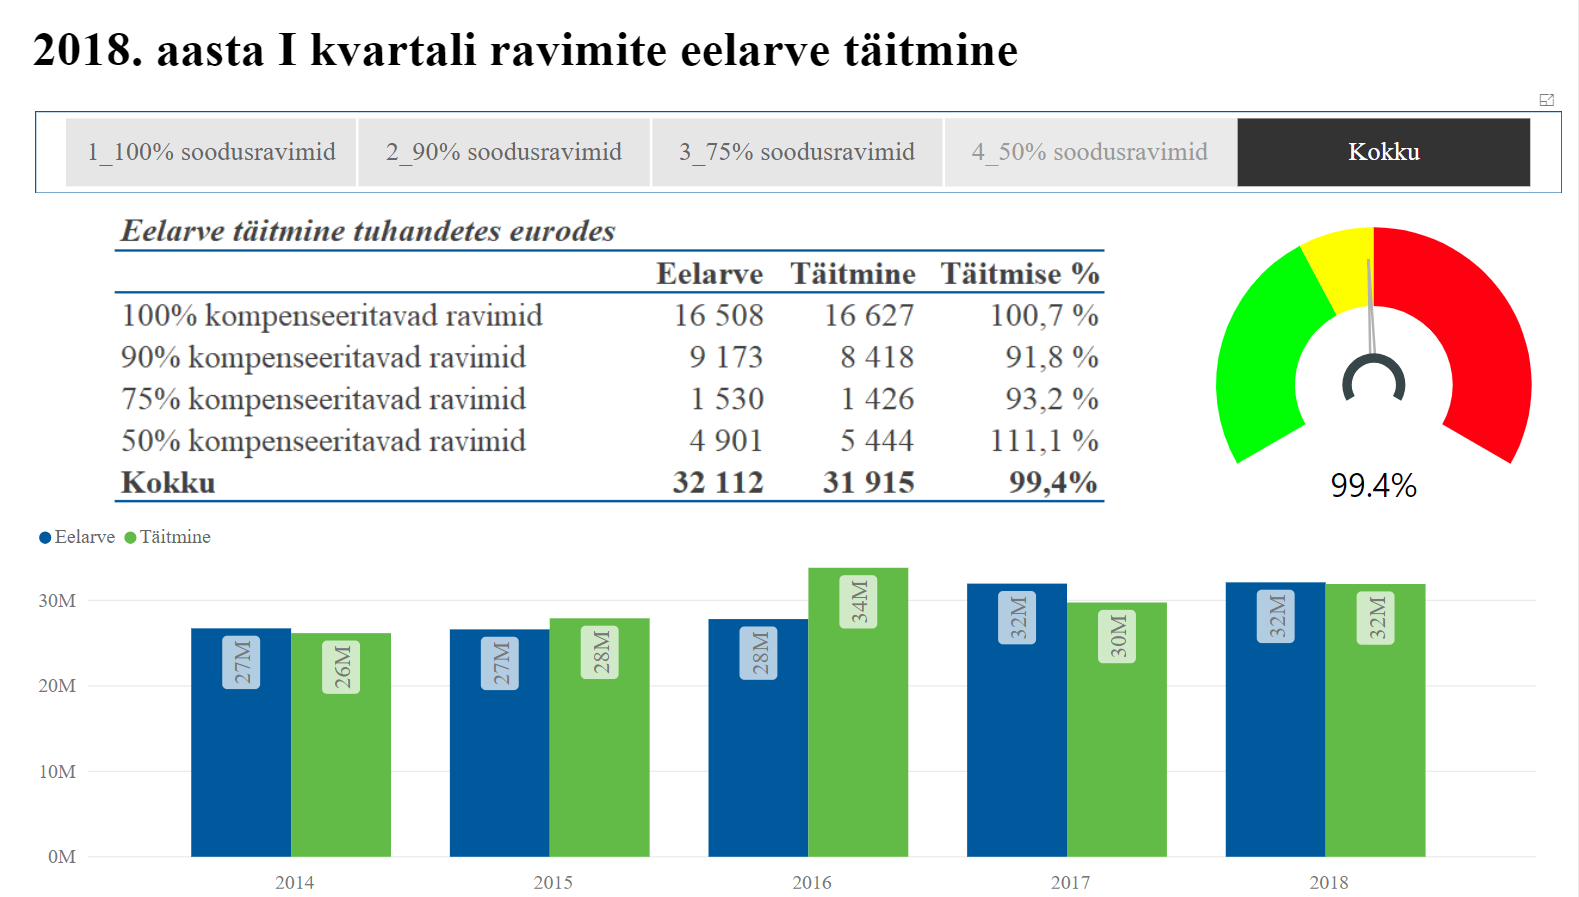 2018. aasta I kvartali ravimite eelarve täitmine
1_100% soodusravimid 2_90% soodusravimid 3_75% soodusravimid 4_50% soodusravimid Kokku
Eelarve täitmine tuhandetes eurodes
Eelarve Täitmine Täitmise %
100% kompenseeritavad ravimid 16 508 16 627 100,7 %
90% kompenseeritavad ravimid 9 173 8 418 91,8 %
75% kompenseeritavad ravimid 1 530 1 426 93,2 %
50% kompenseeritavad ravimid 4 901 5 444 111,1 %
Kokku 32 112 31 915 99,4%
99.4%
Eelarve Täitmine
30M
20M
10M
0M
27M 26M 27M 28M 28M 34M 32M 30M 32M 32M
2014 2015 2016 2017 2018